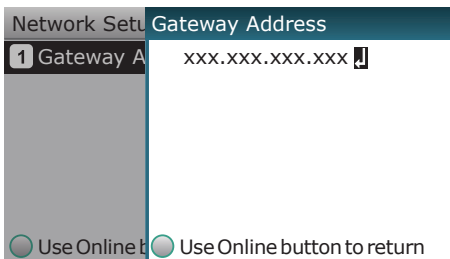 Network Setu
Gateway Address
1 Gateway A
xxx.xxx.xxx.xxx
Use Online b
Use Online button to return